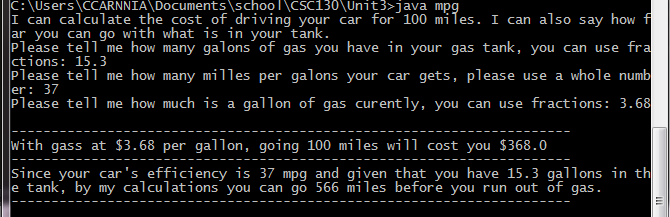 C:\Users\CCARNNIA\Documents\school\CSC130\Unit3>java mpg
I can calculate the cost of driving your car for 100 miles. I can also say how f
ar you can go with what is in your tank.
Please tell me how many galons of gas you have in your gas tank, you can use fra
ctions: 15.3
Please tell me how many milles per galons your car gets, please use a whole numb
er: 37
Please tell me how much is a gallon of gas curently, you can use fractions: 3.68
----------------------------------------------------------------------
With gass at $3.68 per gallon, going 100 miles will cost you $368.0
----------------------------------------------------------------------
Since your car's efficiency is 37 mpg and given that you have 15.3 gallons in th
e tank, by my calculations you can go 566 miles before you run out of gas.
----------------------------------------------------------------------